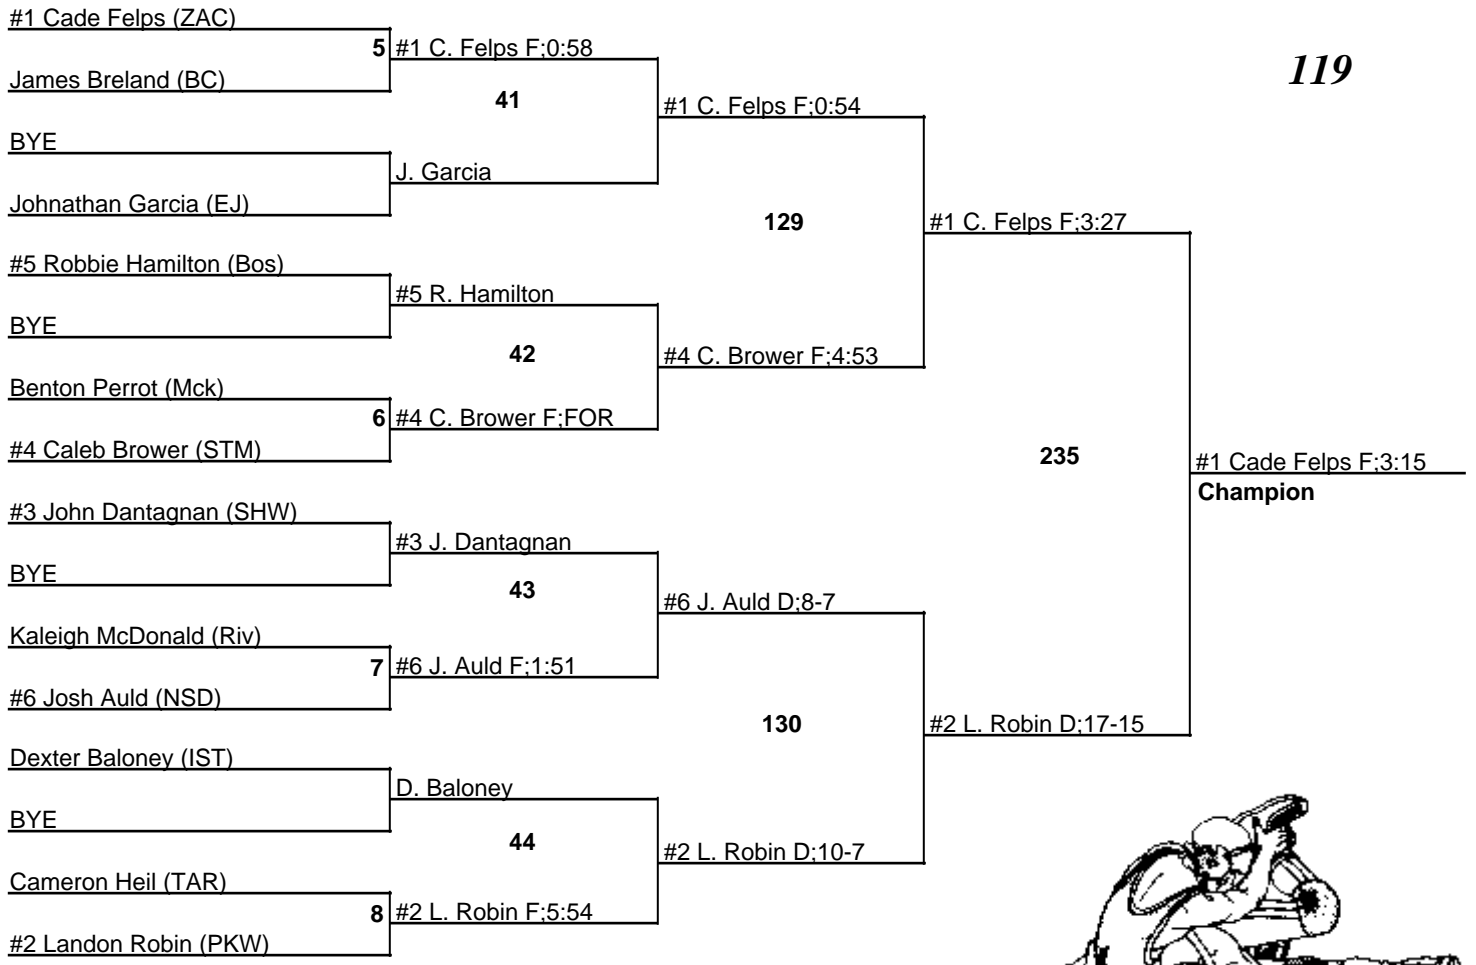 #1 Cade Felps (ZAC)
5 #1 C. Felps F;0:58
119
James Breland (BC)
41
#1 C. Felps F;0:54
BYE
J. Garcia
Johnathan Garcia (EJ)
129
#1 C. Felps F;3:27
#5 Robbie Hamilton (Bos)
#5 R. Hamilton
BYE
42
#4 C. Brower F;4:53
Benton Perrot (Mck)
6 #4 C. Brower F;FOR
#4 Caleb Brower (STM)
235
#1 Cade Felps F;3:15
Champion
#3 John Dantagnan (SHW)
#3 J. Dantagnan
BYE
43
#6 J. Auld D;8-7
Kaleigh McDonald (Riv)
7 #6 J. Auld F;1:51
#6 Josh Auld (NSD)
130
#2 L. Robin D;17-15
Dexter Baloney (IST)
D. Baloney
BYE
44
#2 L. Robin D;10-7
Cameron Heil (TAR)
8 #2 L. Robin F;5:54
#2 Landon Robin (PKW)